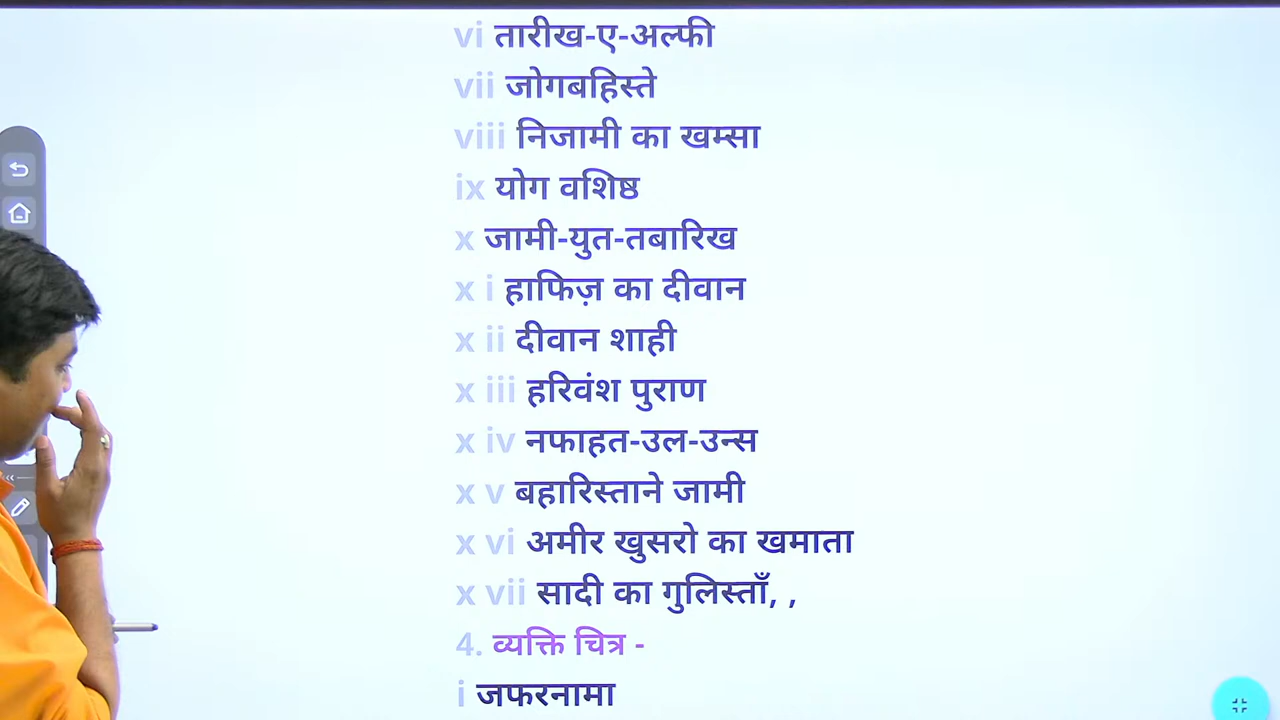 vi तारीख-ए-अल्फी
vii जोगबहिस्ते
viii निजामी का खम्सा
ix योग वशिष्ठ
x जामी-युत-तबारिख
x i हाफिज़ का दीवान
x ii दीवान शाही
x iii हरिवंश पुराण
x iv नफाहत-उल-उन्स
x v बहारिस्ताने जामी
x vi अमीर खुसरो का खमाता
x vii सादी का गुलिस्ताँ, ,
4. व्यक्ति चित्र -
i जफरनामा